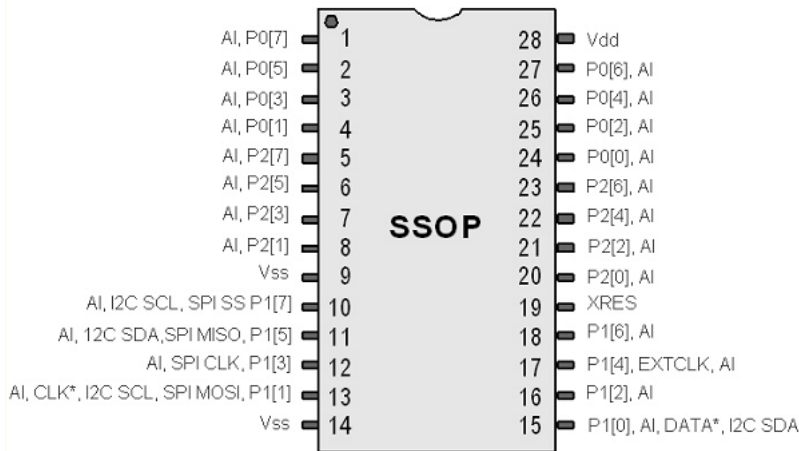 AI, P0[7] 1 28 Vdd
AI, P0[5] 2 27 P0[6], AI
AI, P0[3] 3 26 P0[4], AI
AI, P0[1] 4 25 P0[2], AI
AI, P2[7] 5 24 P0[0], AI
AI, P2[5] 6 23 P2[6], AI
AI, P2[3] 7 22 P2[4], AI
SSOP
AI, P2[1] 8 21 P2[2], AI
Vss 9 20 P2[0], AI
AI, I2C SCL, SPI SS P1[7] 10 19 XRES
AI, 12C SDA,SPI MISO, P1[5] 11 18 P1[6], AI
AI, SPI CLK, P1[3] 12 17 P1[4], EXTCLK, AI
AI, CLK*, I2C SCL, SPI MOSI, P1[1] 13 16 P1[2], AI
Vss 14 15 P1[0], AI, DATA*, I2C SDA